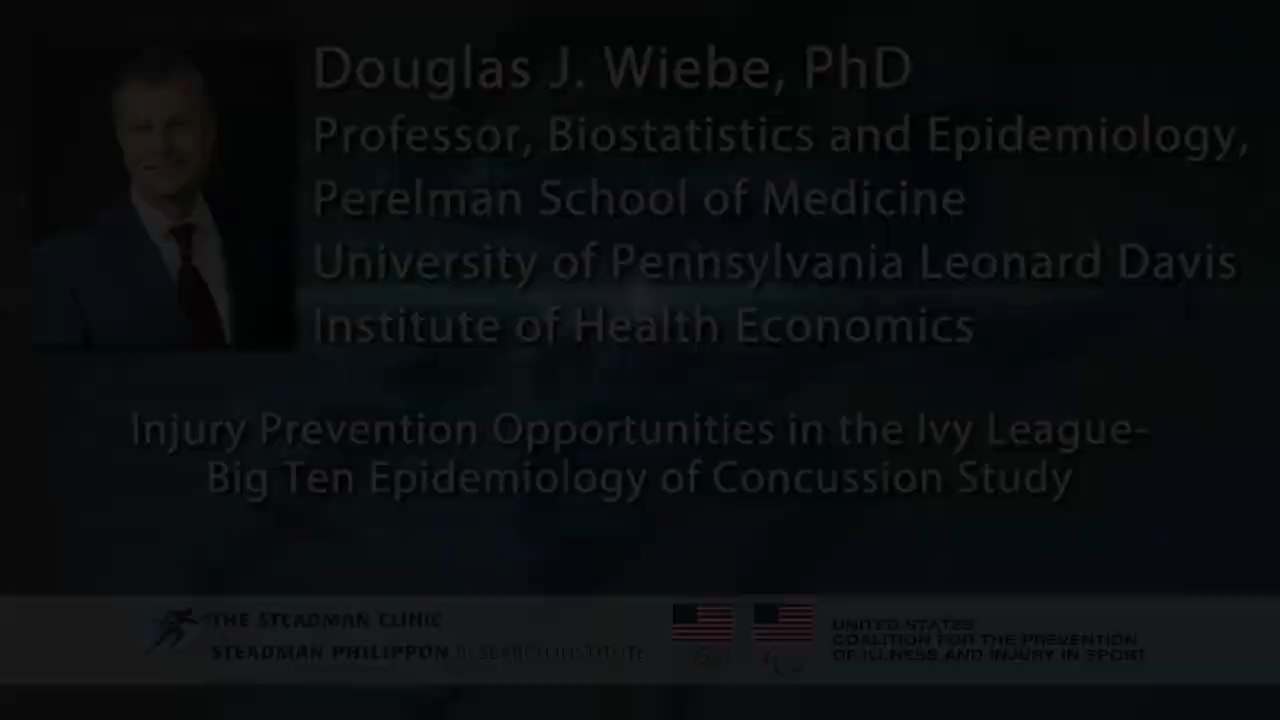 Douglas J. Wiebe, PhD
Professor, Biostatistics and Epidemiology,
Perelman School of Medicine
University of Pennsylvania Leonard Davis
Institute of Health Economics
Injury Prevention Opportunities in the Ivy League-
Big Ten Epidemiology of Concussion Study
THE STEADMAN CLINIC
STEADMAN PHILIPPON RESEARCH INSTITUTE
UNITED STATES
COALITION FOR THE PREVENTION
OF ILLNESS AND INJURY IN SPORT